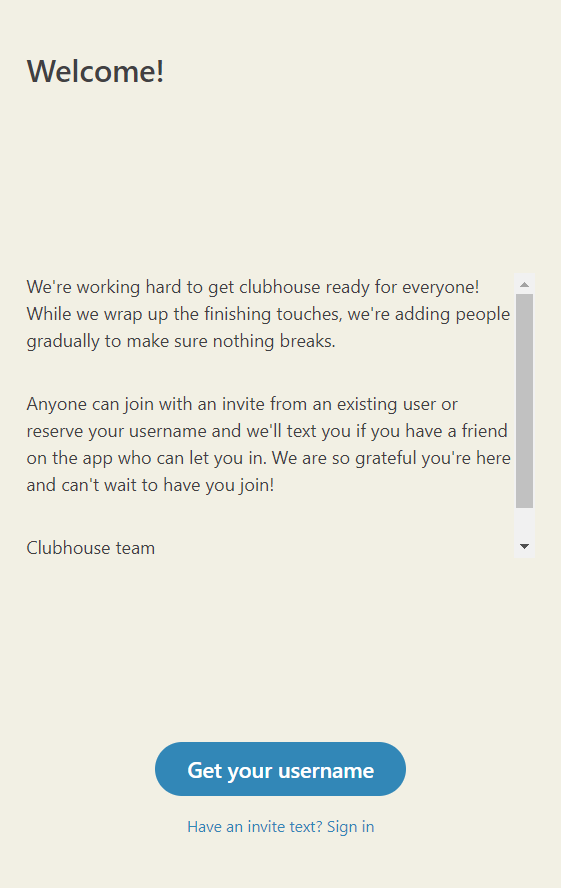 Welcome!
We're working hard to get clubhouse ready for everyone!
While we wrap up the finishing touches, we're adding people
gradually to make sure nothing breaks.
Anyone can join with an invite from an existing user or
reserve your username and we'll text you if you have a friend
on the app who can let you in. We are so grateful you're here
and can't wait to have you join!
Clubhouse team
Get your username
Have an invite text? Sign in